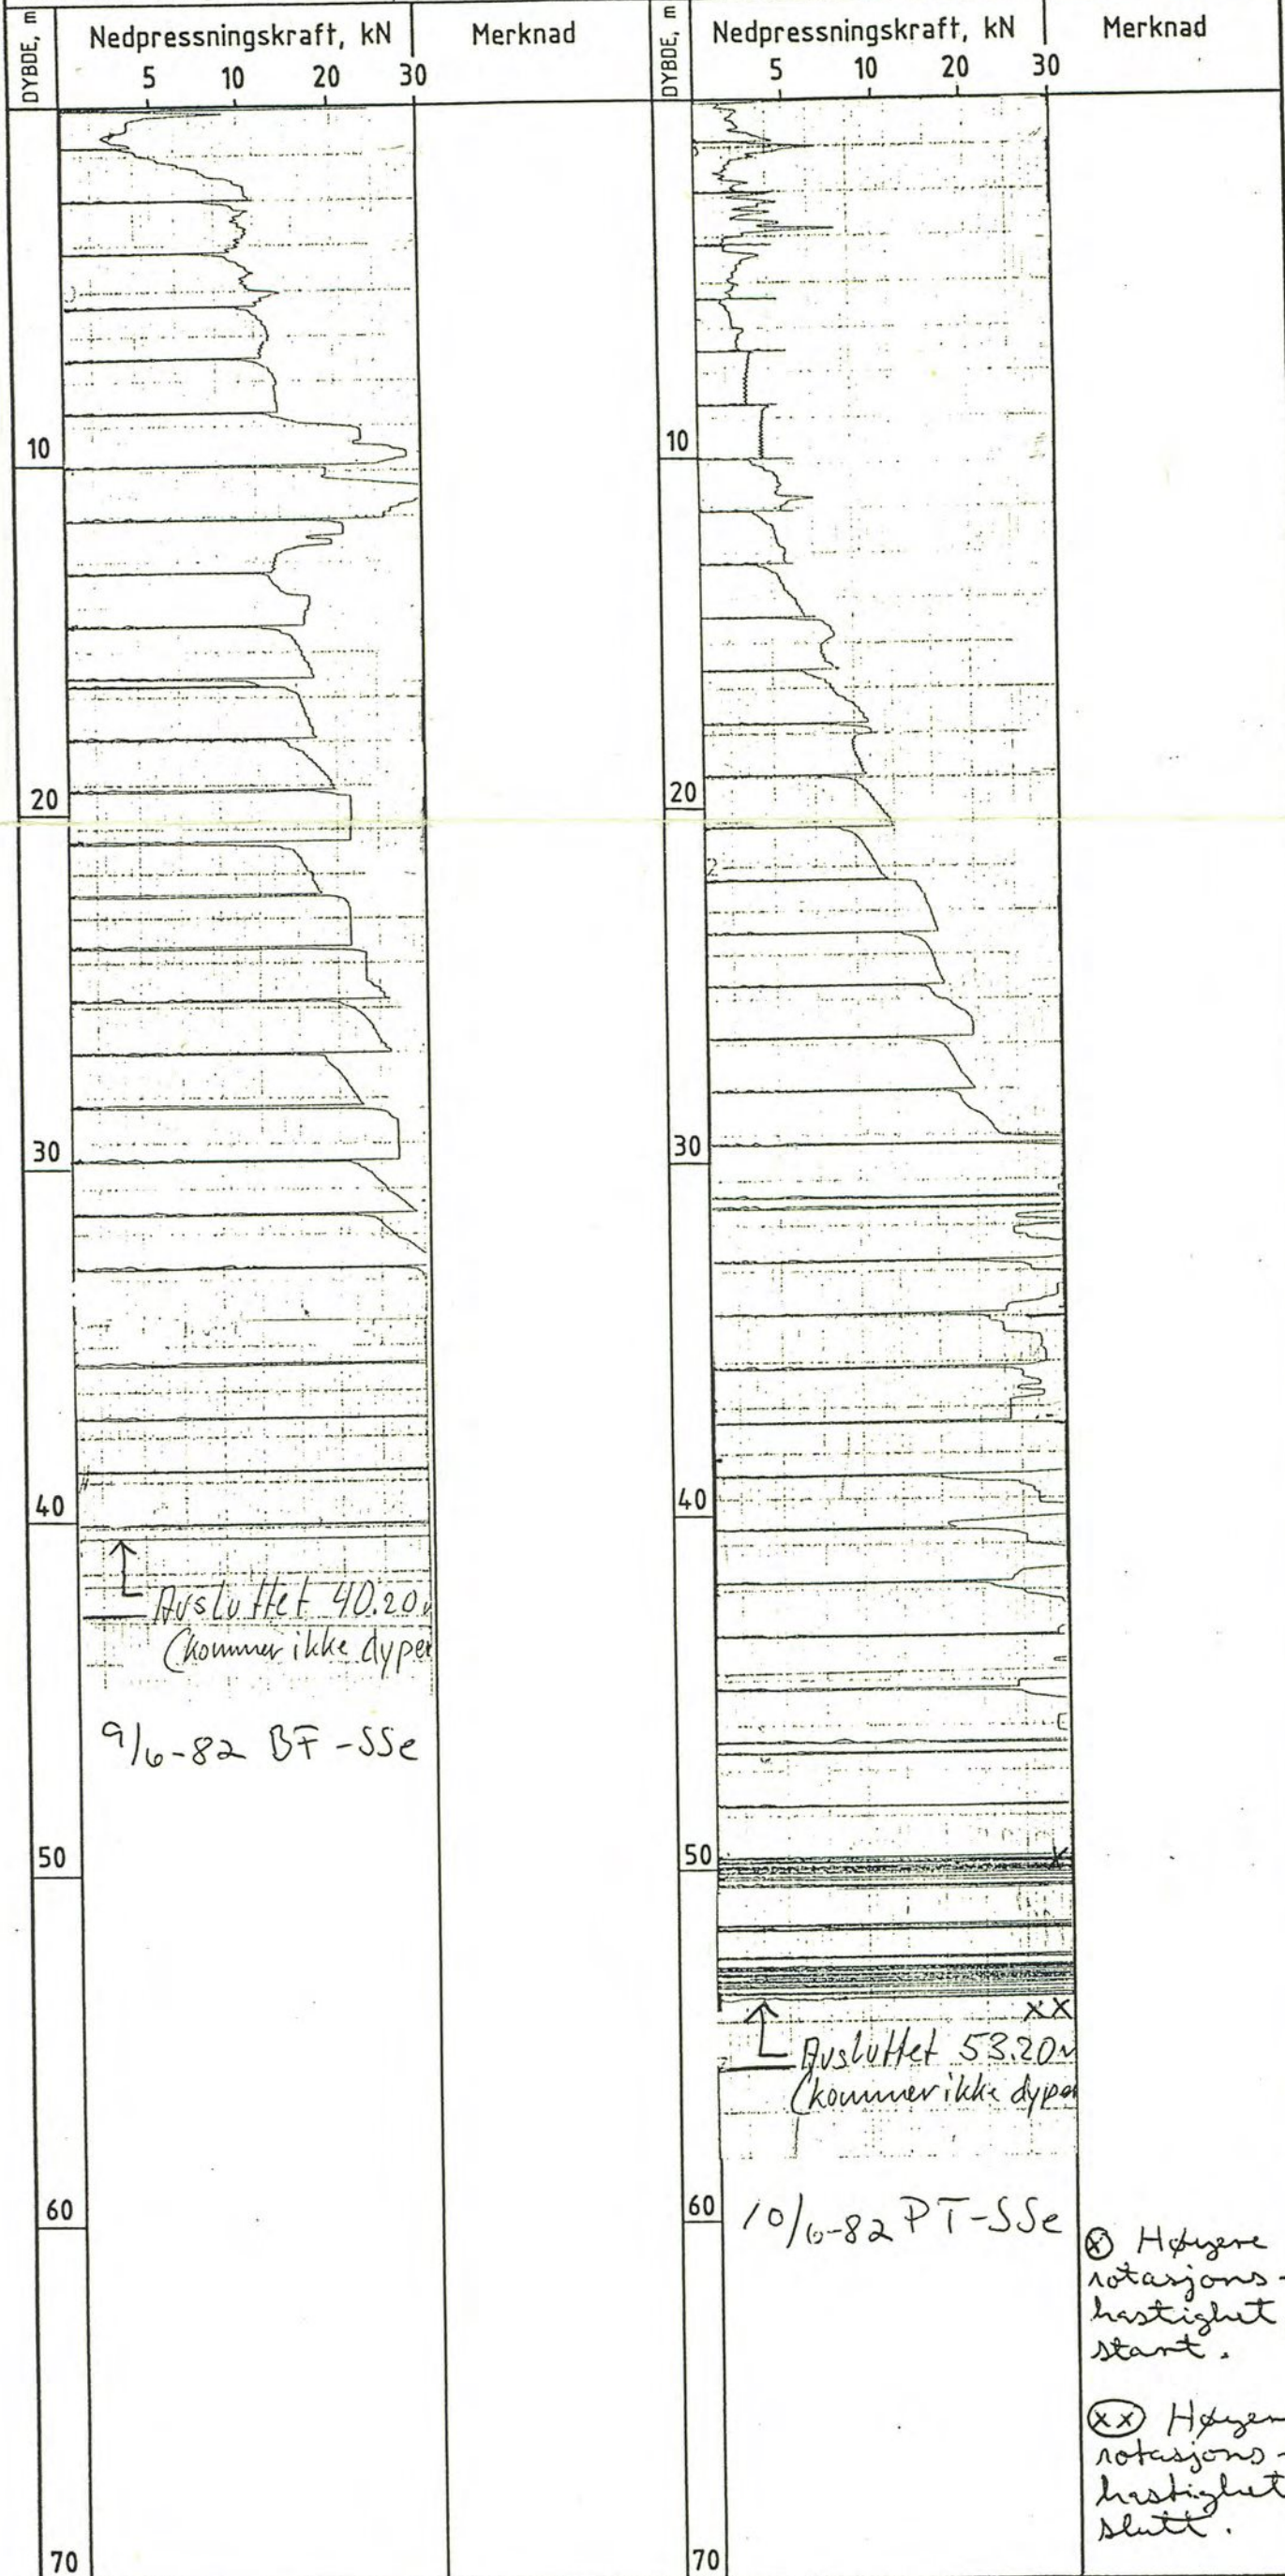 DYBDE, m
Nedpressningskraft, kN
Merknad
5 10 20 30
10
20
30
40
Avsluttet 40.20
(kommer ikke dyper
9/6-82 BF-SSe
50
60
70
DYBDE, m
Nedpressningskraft, kN
Merknad
5 10 20 30
10
20
30
40
50
x
xx
Avsluttet 53.20
(kommer ikke dyper
60
10/6-82 PT-SSe
70
x Høyere
rotasjons-
hastighet
start.
xx Høyer
rotasjons-
hastighet
slutt.